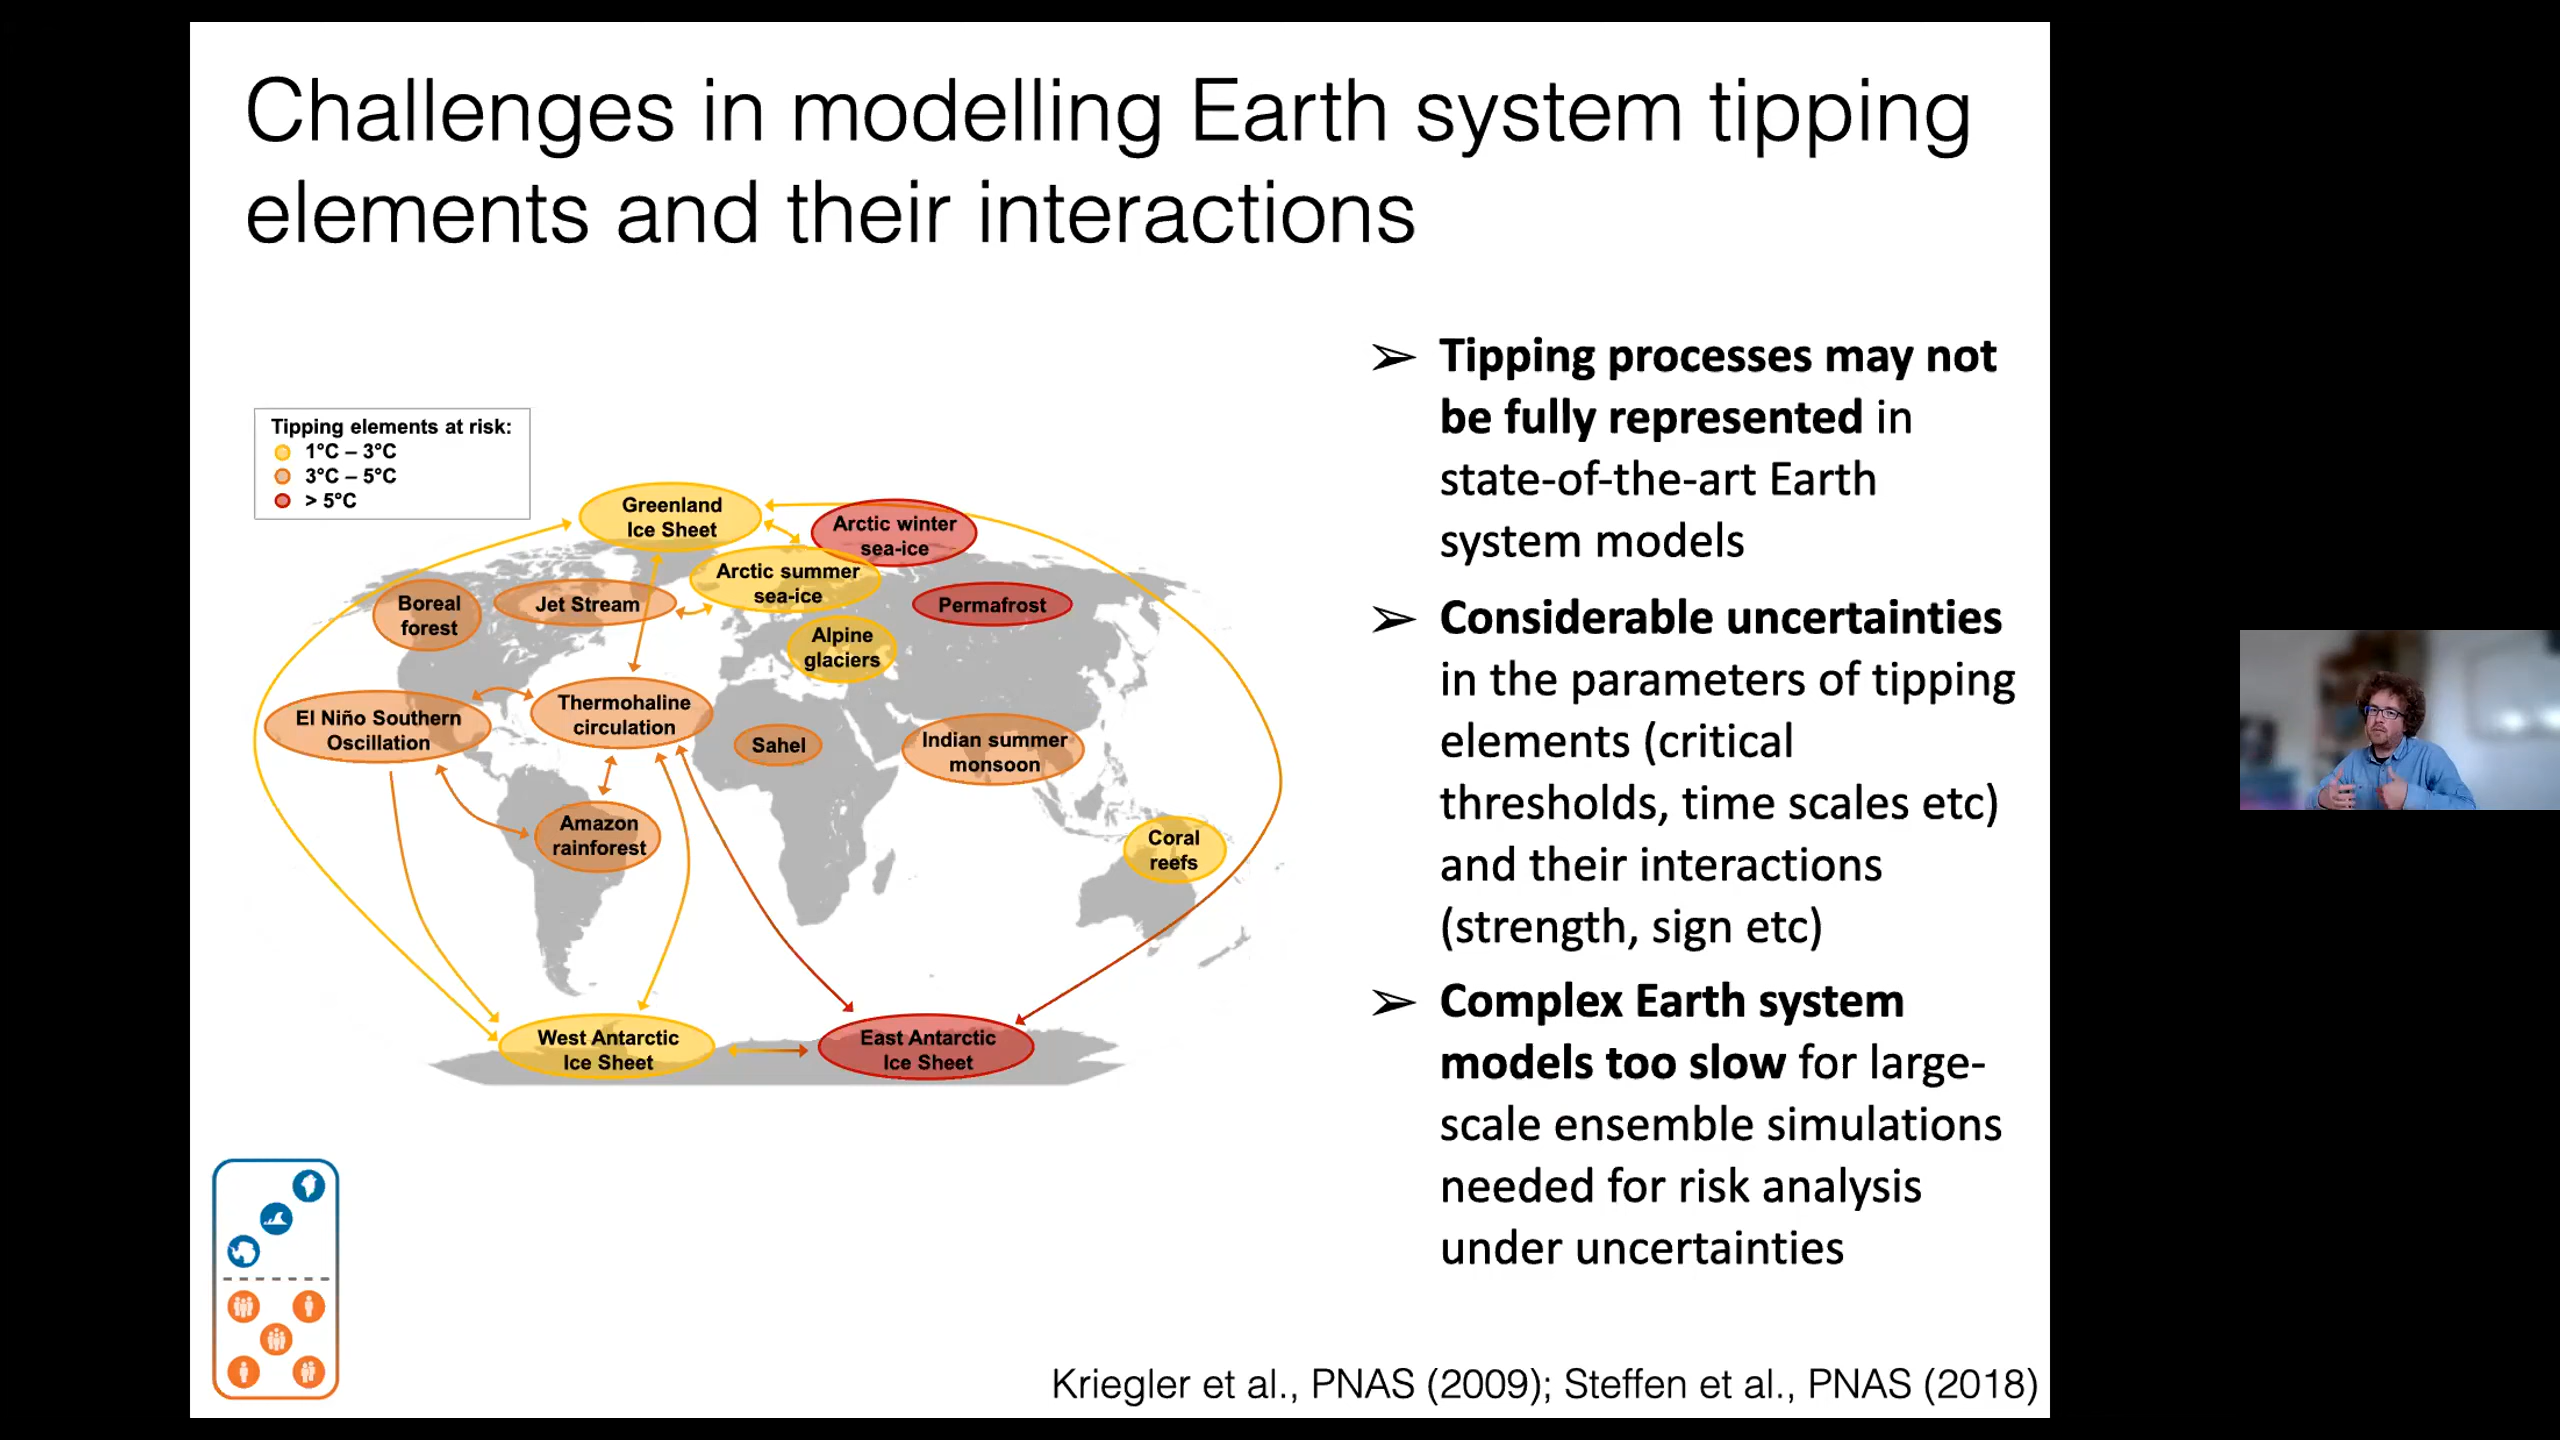 Challenges in modelling Earth system tipping
elements and their interactions
Tipping elements at risk:
1°C – 3°C
3°C – 5°C
> 5°C
Greenland
Ice Sheet
Arctic winter
sea-ice
Arctic summer
sea-ice
Boreal
forest
Jet Stream
Permafrost
Alpine
glaciers
El Niño Southern
Oscillation
Thermohaline
circulation
Sahel
Indian summer
monsoon
Amazon
rainforest
Coral
reefs
West Antarctic
Ice Sheet
East Antarctic
Ice Sheet
➢ Tipping processes may not
be fully represented in
state-of-the-art Earth
system models
➢ Considerable uncertainties
in the parameters of tipping
elements (critical
thresholds, time scales etc)
and their interactions
(strength, sign etc)
➢ Complex Earth system
models too slow for large-
scale ensemble simulations
needed for risk analysis
under uncertainties
Kriegler et al., PNAS (2009); Steffen et al., PNAS (2018)